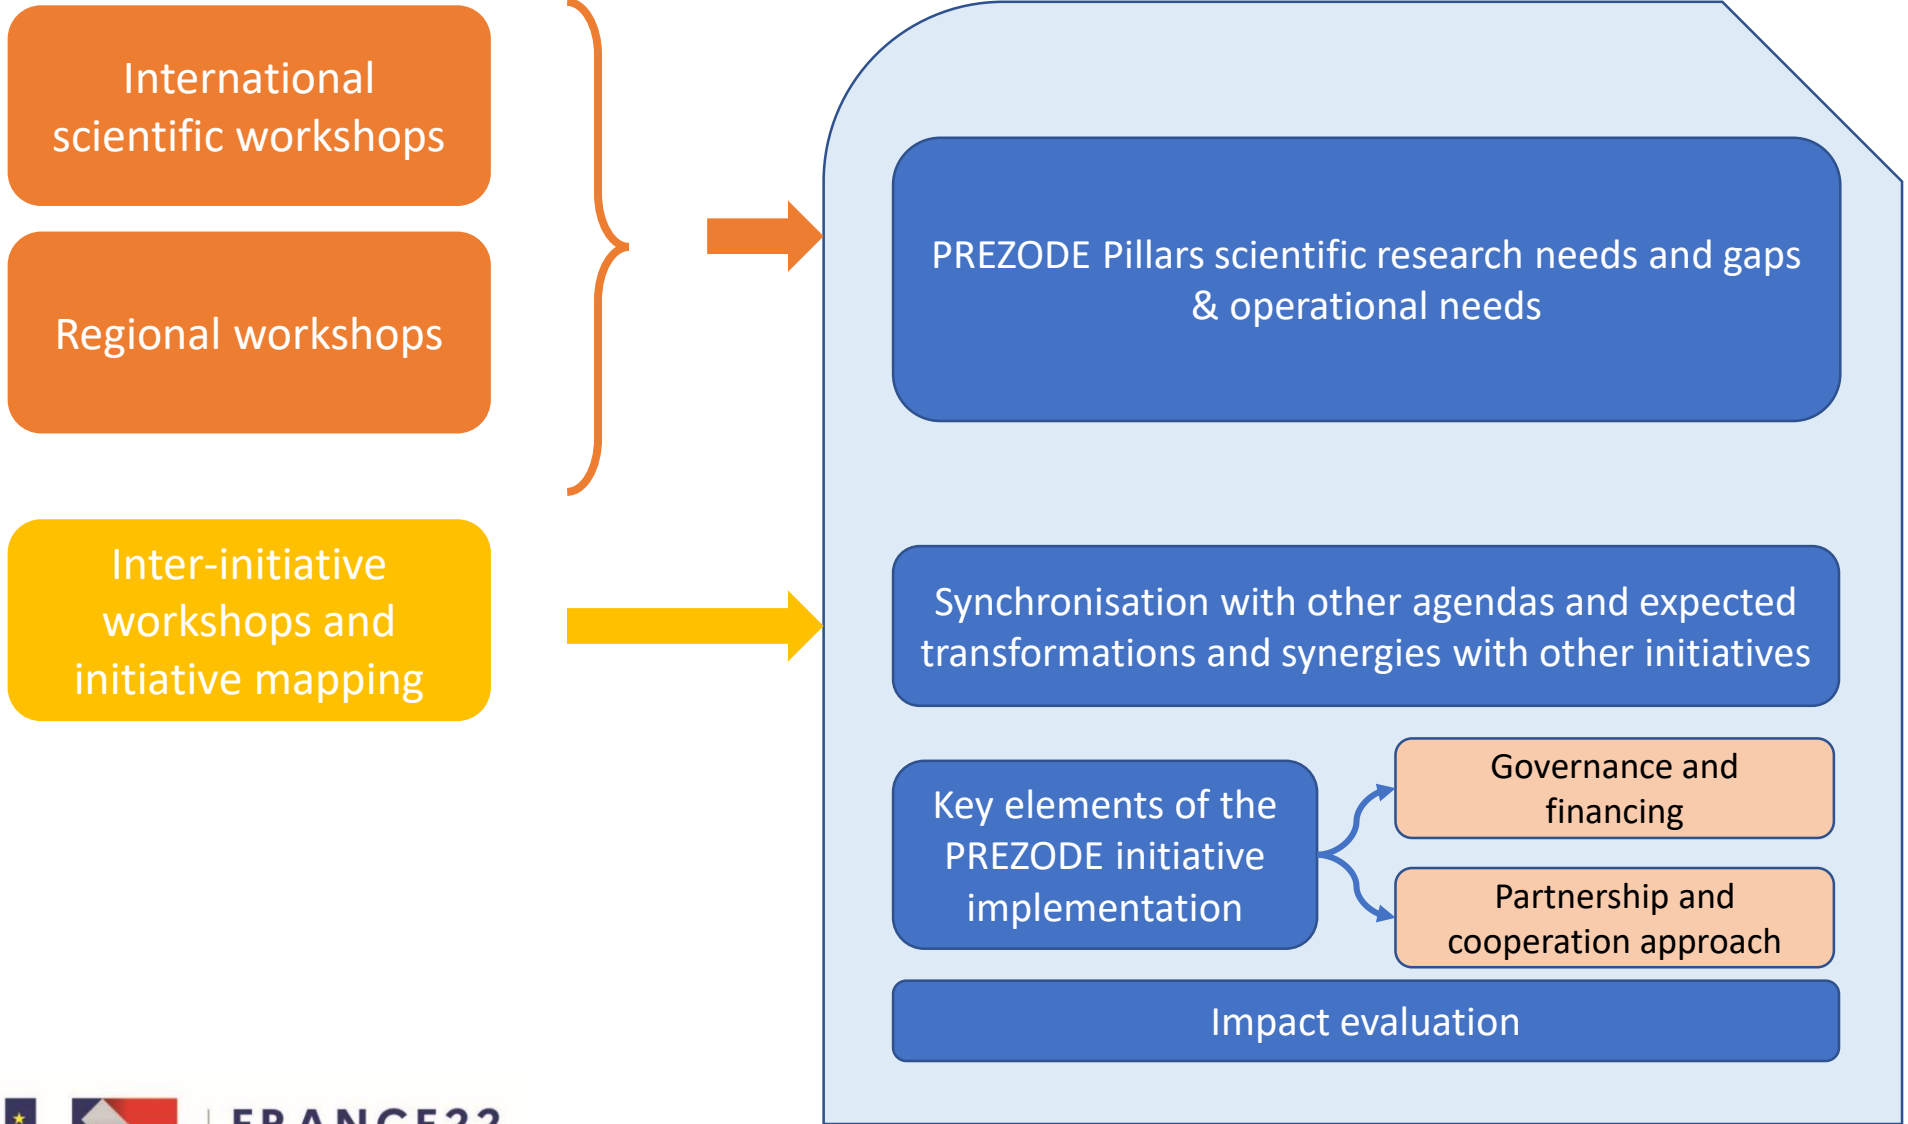 International
scientific workshops
Regional workshops
Inter-initiative
workshops and
initiative mapping
PREZODE Pillars scientific research needs and gaps
& operational needs
Synchronisation with other agendas and expected
transformations and synergies with other initiatives
Key elements of the
PREZODE initiative
implementation
Governance and
financing
Partnership and
cooperation approach
Impact evaluation
FRANCE22